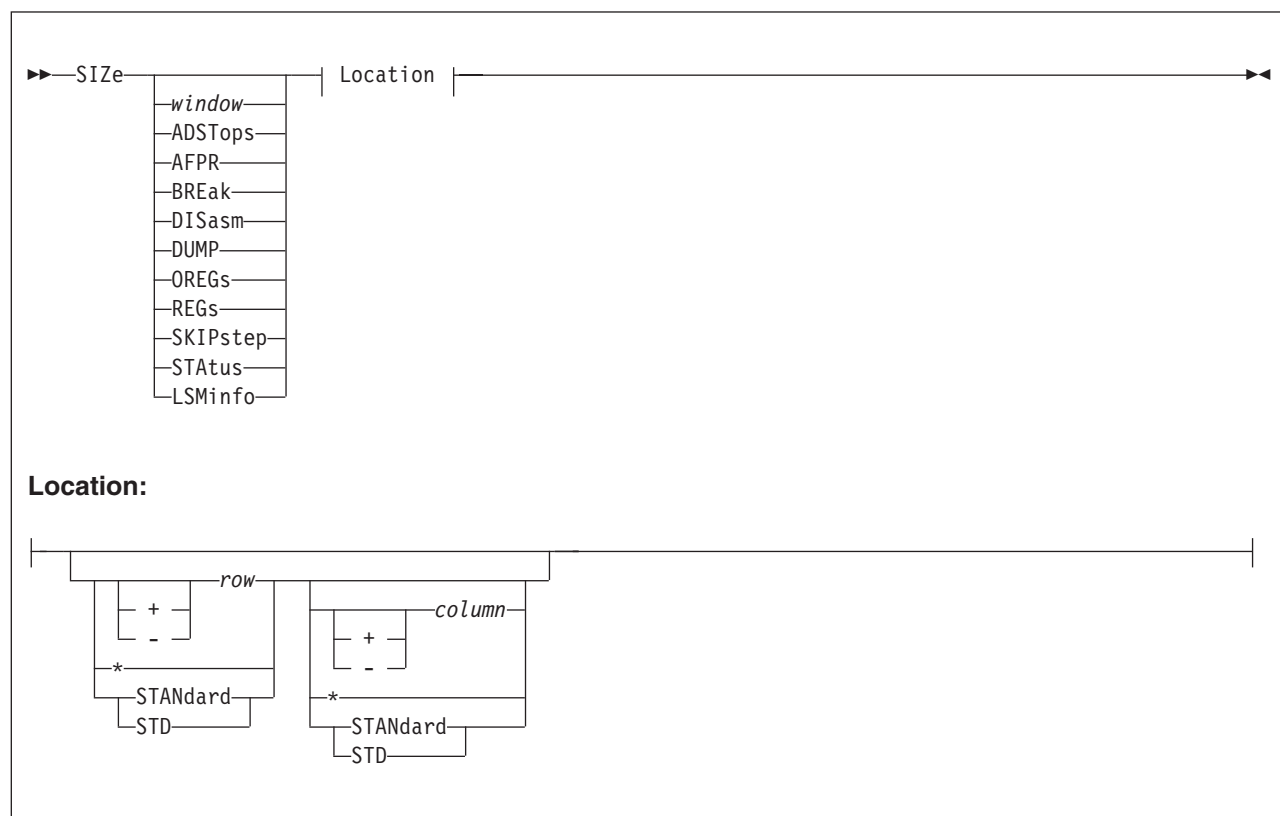 SIZe Location
window
ADSTops
AFPR
BREak
DISasm
DUMP
OREGs
REGs
SKIPstep
STAtus
LSMinfo
Location:
row
+ column
- +
-
* *
STANdard STANdard
STD STD